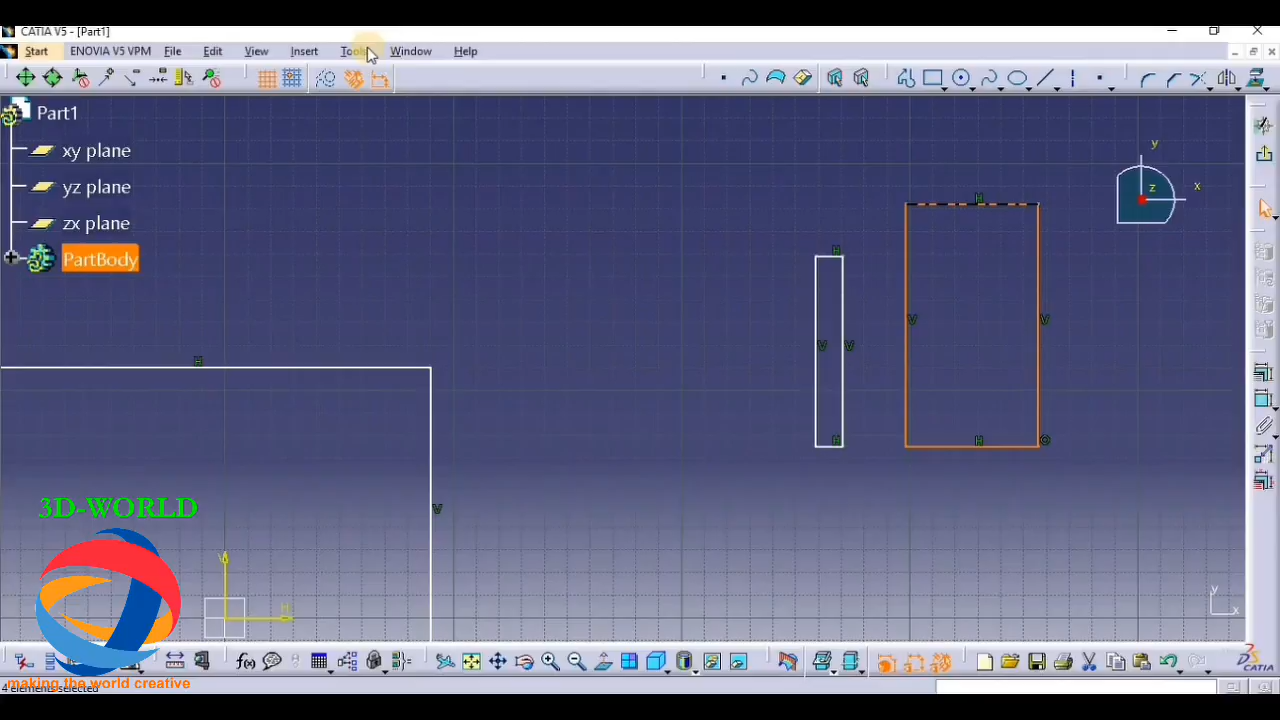 CATIA V5 - [Part1]
Start ENOVIA V5 VPM File Edit View Insert Tools Window Help
Part1
xy plane
yz plane
zx plane
PartBody
y
x
z
H
V
V
H
H
V
V
H
H
V
V
H
3D-WORLD
y
x
f(x)
CATIA
making the world creative
4 elements selected